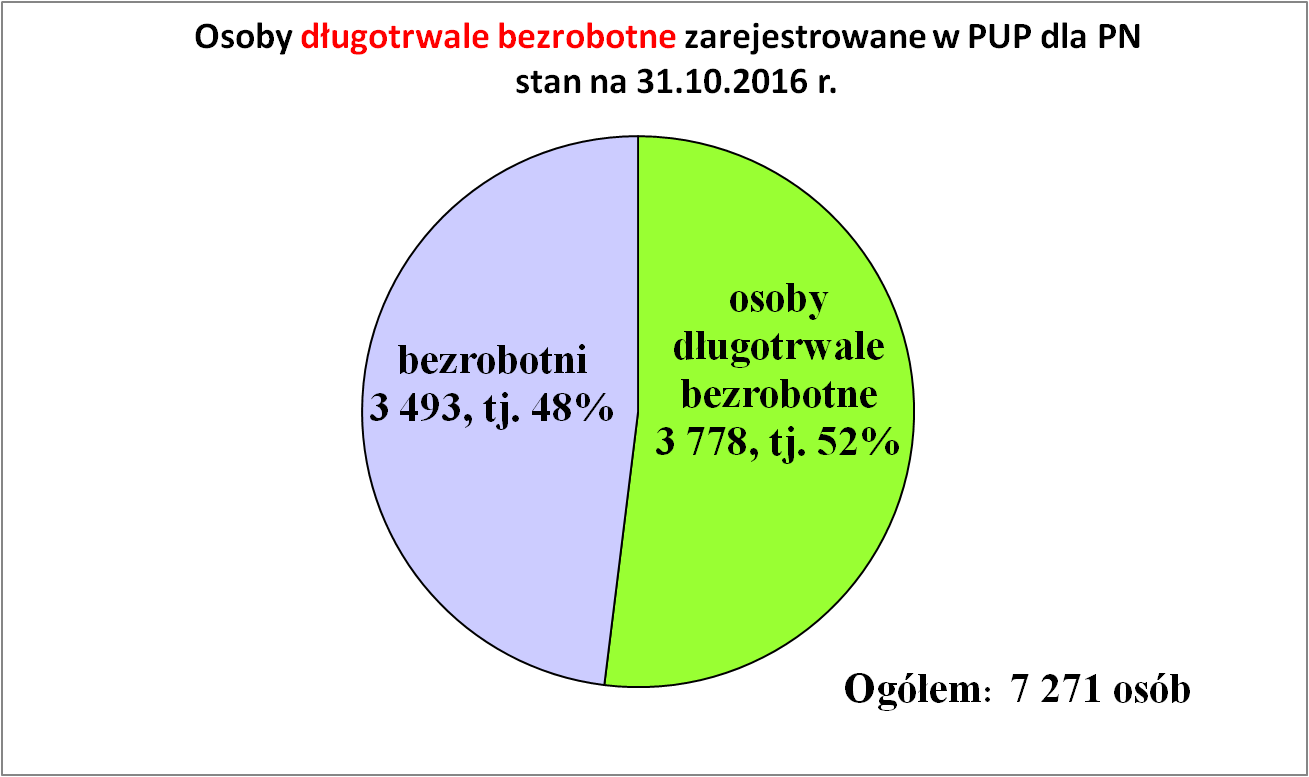 Osoby długotrwale bezrobotne zarejestrowane w PUP dla PN
stan na 31.10.2016 r.
bezrobotni
3 493, tj. 48%
osoby
długotrwale
bezrobotne
3 778, tj. 52%
Ogółem: 7 271 osób